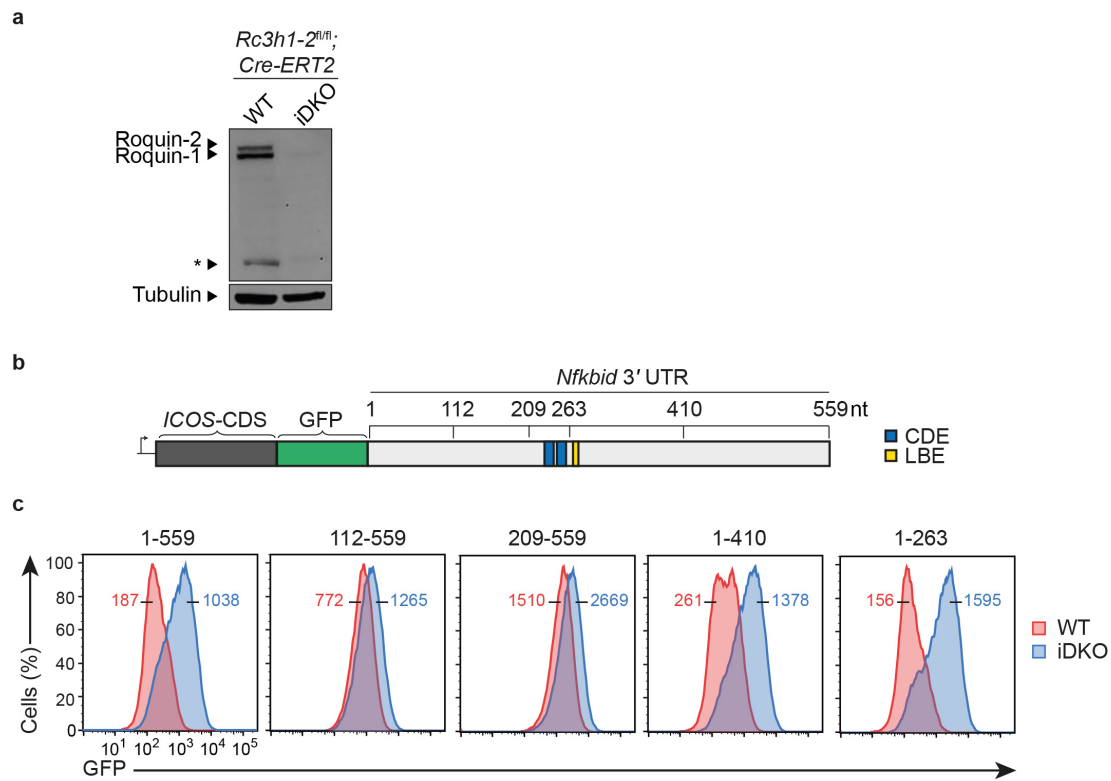 a
Rc3h1-2fl/fl;
Cre-ERT2
WT iDKO
Roquin-2
Roquin-1
*
Tubulin
b
Nfkbid 3′ UTR
ICOS-CDS GFP 1 112 209 263 410 559nt
CDE
LBE
c
1-559 112-559 209-559 1-410 1-263
Cells (%)
100
80
60
40
20
0
187 1038
772 1265
1510 2669
261 1378
156 1595
WT
iDKO
10¹ 10² 10³ 10⁴ 10⁵
GFP